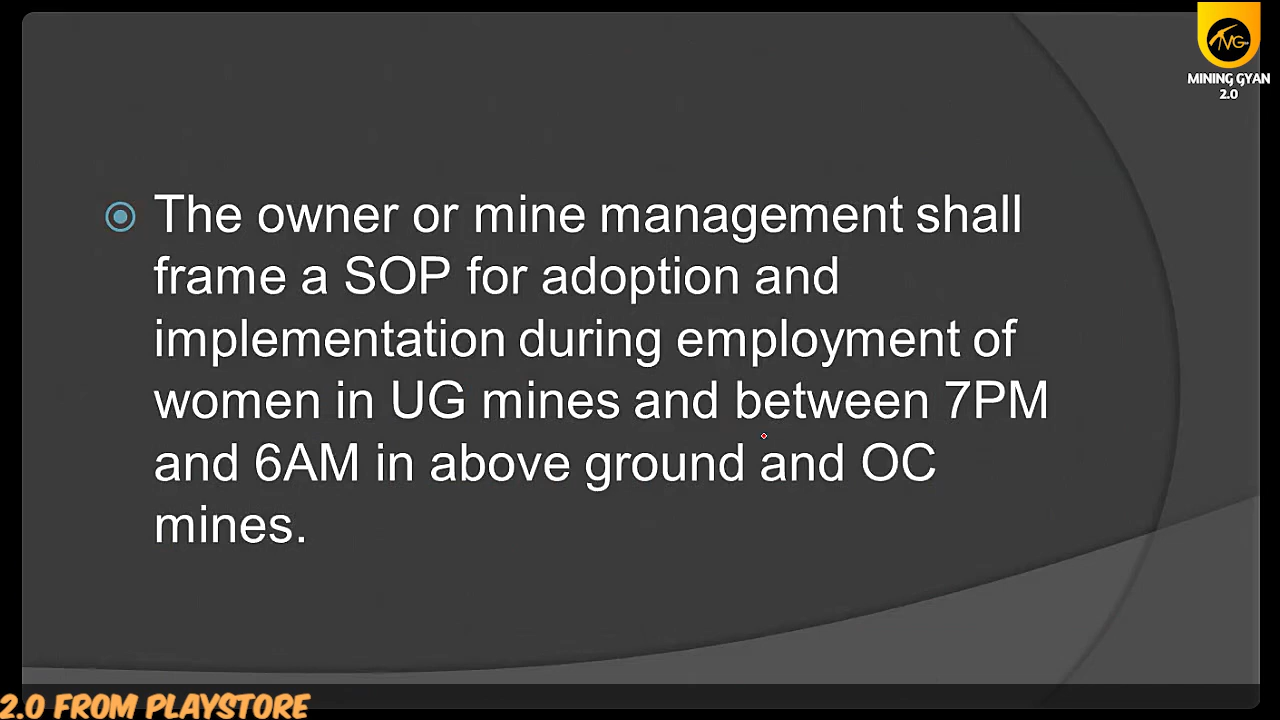 MINING GYAN
2.0
The owner or mine management shall
frame a SOP for adoption and
implementation during employment of
women in UG mines and between 7PM
and 6AM in above ground and OC
mines.
2.0 FROM PLAYSTORE